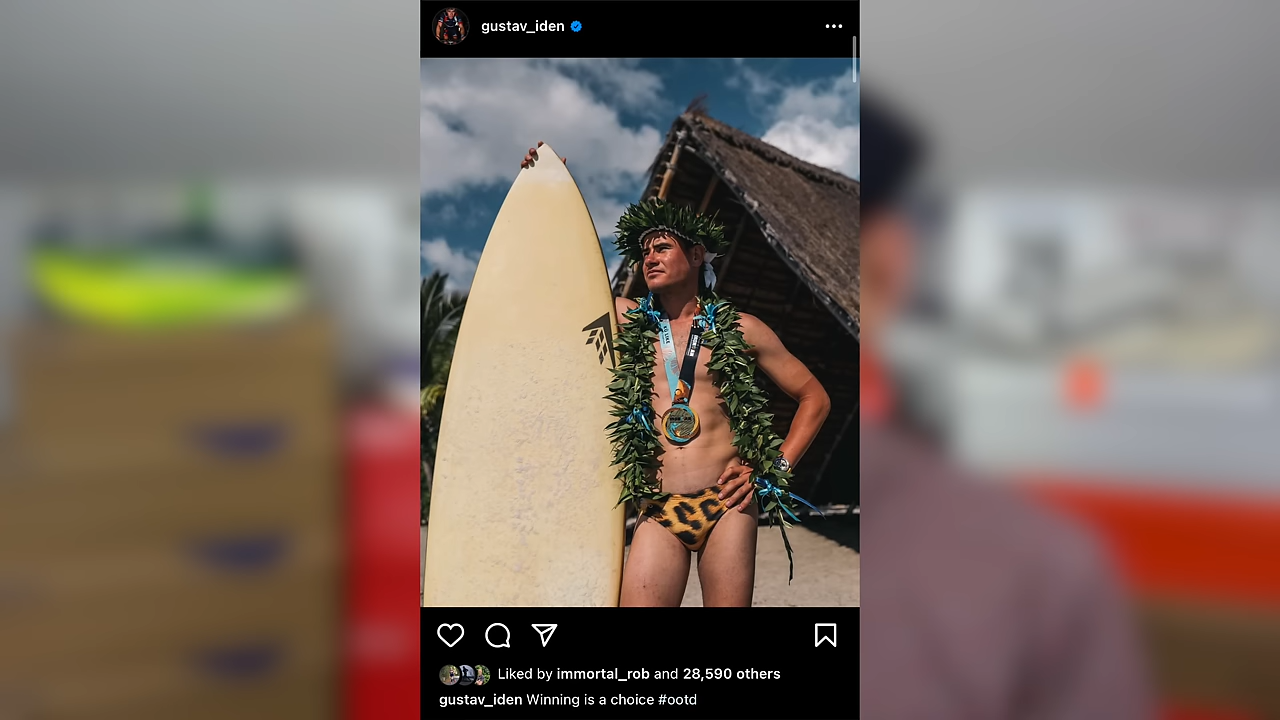 gustav_iden
Liked by immortal_rob and 28,590 others
gustav_iden Winning is a choice #ootd